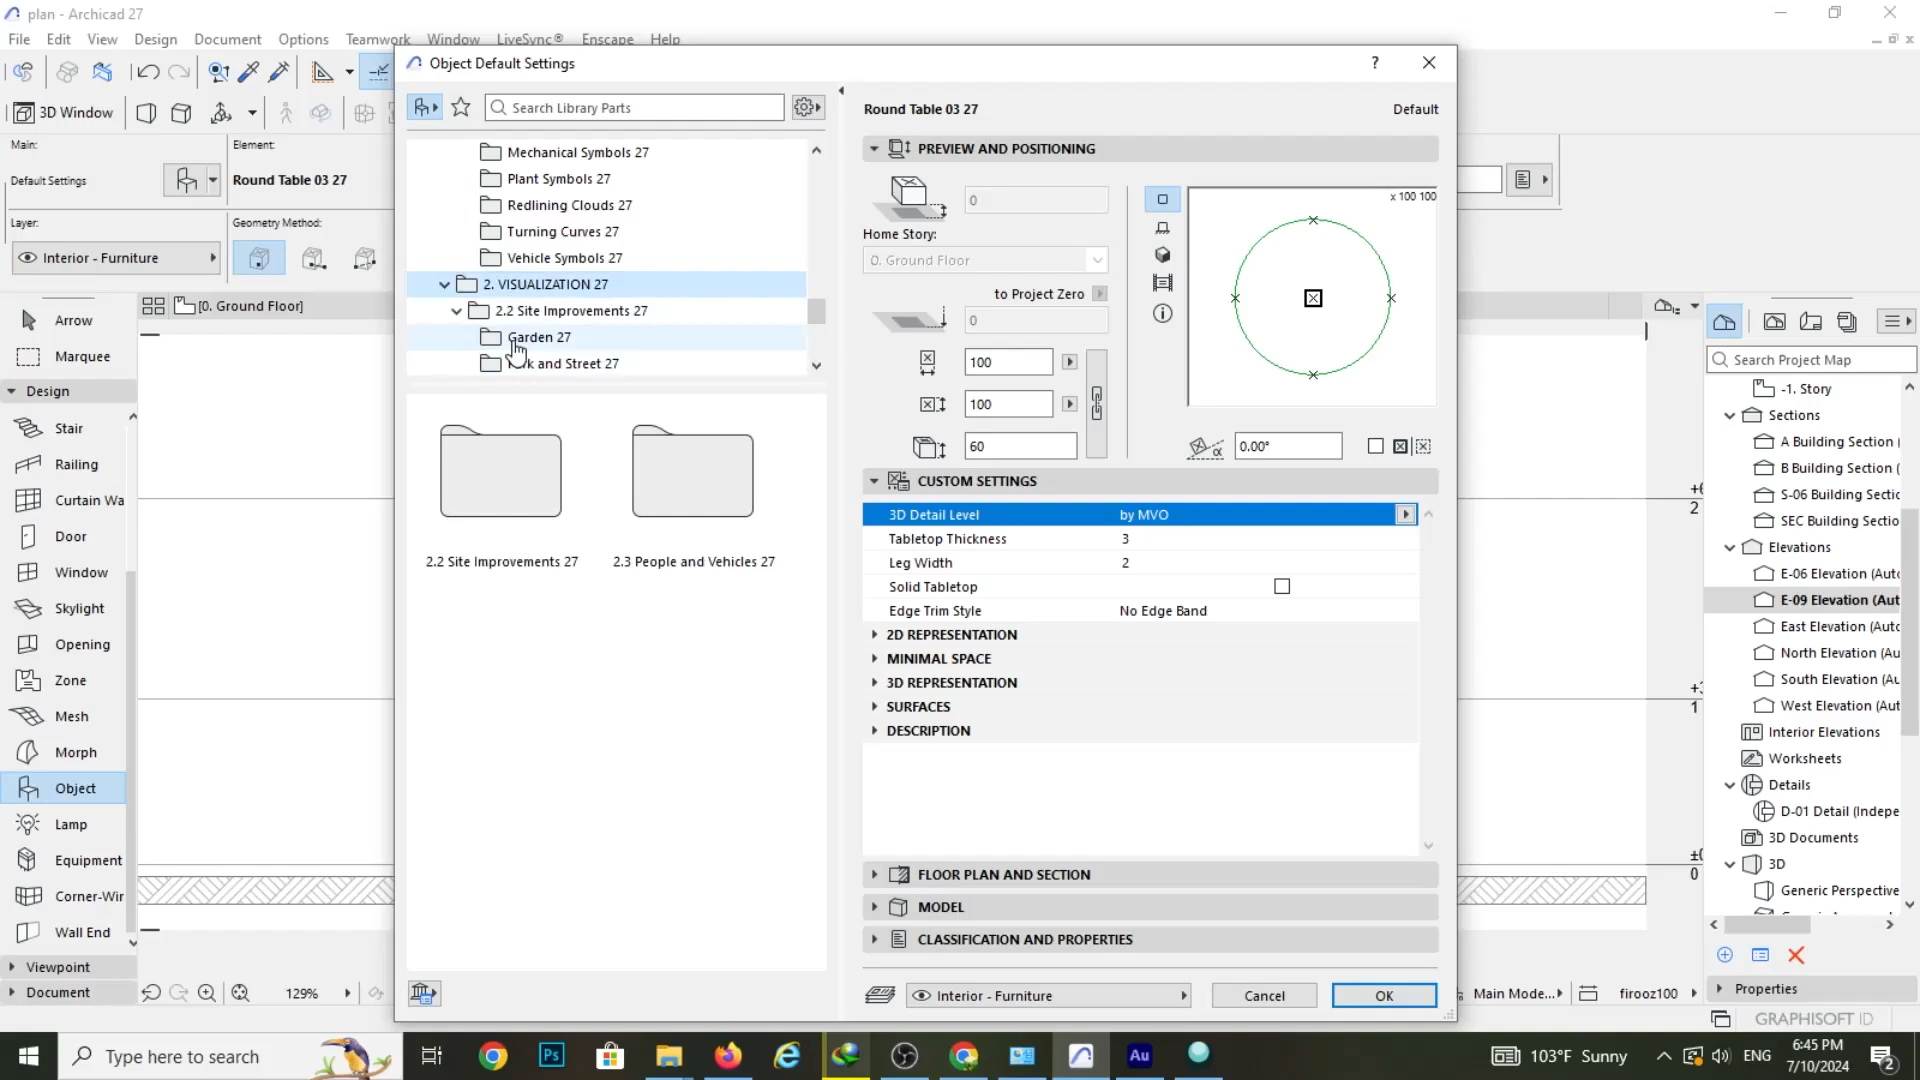 plan - Archicad 27
File Edit View Design Document Options Teamwork Window LiveSync® Enscape Help
3D Window
Main:
Default Settings
Element:
Round Table 03 27
Layer:
Interior - Furniture
Geometry Method:
[0. Ground Floor]
Arrow
Marquee
Design
Stair
Railing
Curtain Wa
Door
Window
Skylight
Opening
Zone
Mesh
Morph
Object
Lamp
Equipment
Corner-Wir
Wall End
Viewpoint
Document
129%
Object Default Settings
?
Search Library Parts
Mechanical Symbols 27
Plant Symbols 27
Redlining Clouds 27
Turning Curves 27
Vehicle Symbols 27
2. VISUALIZATION 27
2.2 Site Improvements 27
Garden 27
and Street 27
2.2 Site Improvements 27
2.3 People and Vehicles 27
Round Table 03 27
Default
PREVIEW AND POSITIONING
0
Home Story:
0. Ground Floor
to Project Zero
0
100
100
60
x 100 100
α
0.00°
CUSTOM SETTINGS
3D Detail Level by MVO
Tabletop Thickness 3
Leg Width 2
Solid Tabletop
Edge Trim Style No Edge Band
2D REPRESENTATION
MINIMAL SPACE
3D REPRESENTATION
SURFACES
DESCRIPTION
FLOOR PLAN AND SECTION
MODEL
CLASSIFICATION AND PROPERTIES
Interior - Furniture
Cancel
OK
2
1
0
Search Project Map
-1. Story
Sections
A Building Section
B Building Section (
S-06 Building Sectic
SEC Building Sectio
Elevations
E-06 Elevation (Autc
E-09 Elevation (Aut
East Elevation (Autc
North Elevation (Au
South Elevation (Au
West Elevation (Aut
Interior Elevations
Worksheets
Details
D-01 Detail (Indepe
3D Documents
3D
Generic Perspective
Properties
Main Mode...
firooz100
GRAPHISOFT ID
Type here to search
Ps
Au
103°F Sunny
ENG
6:45 PM
7/10/2024
2